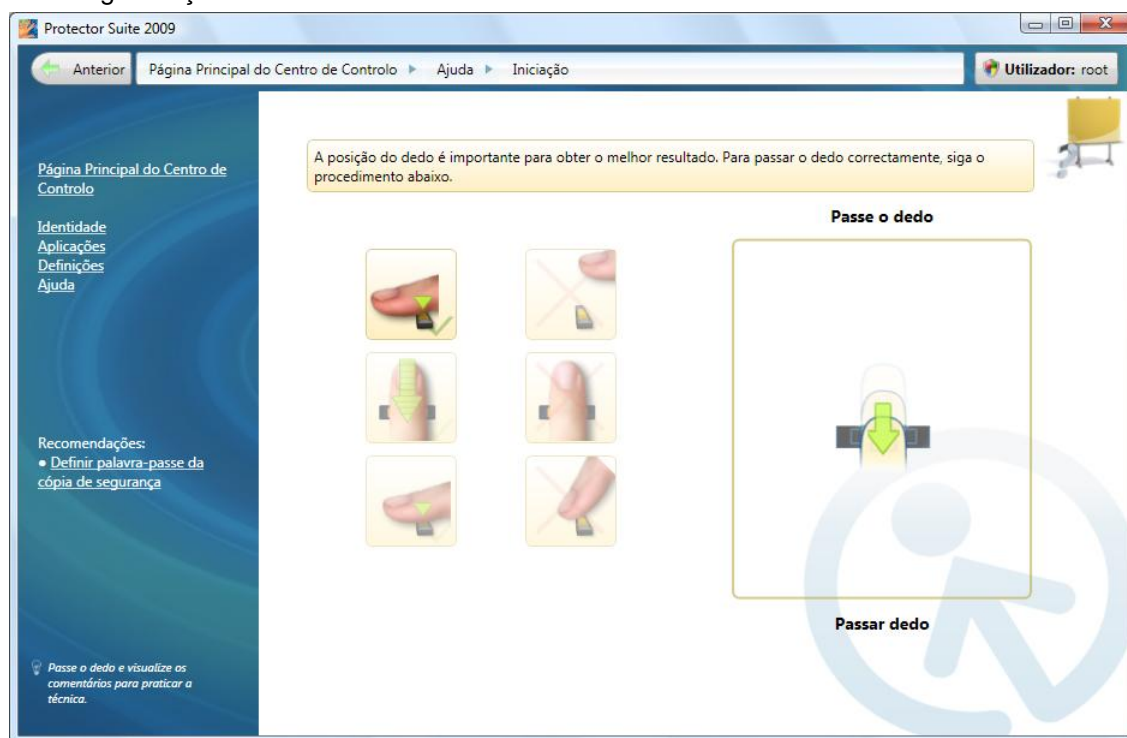 Protector Suite 2009
Anterior Página Principal do Centro de Controlo Ajuda Iniciação Utilizador: root
Página Principal do Centro de
Controlo
Identidade
Aplicações
Definições
Ajuda
Recomendações:
• Definir palavra-passe da
cópia de segurança
Passe o dedo e visualize os
comentários para praticar a
técnica.
A posição do dedo é importante para obter o melhor resultado. Para passar o dedo correctamente, siga o
procedimento abaixo.
Passe o dedo
Passar dedo